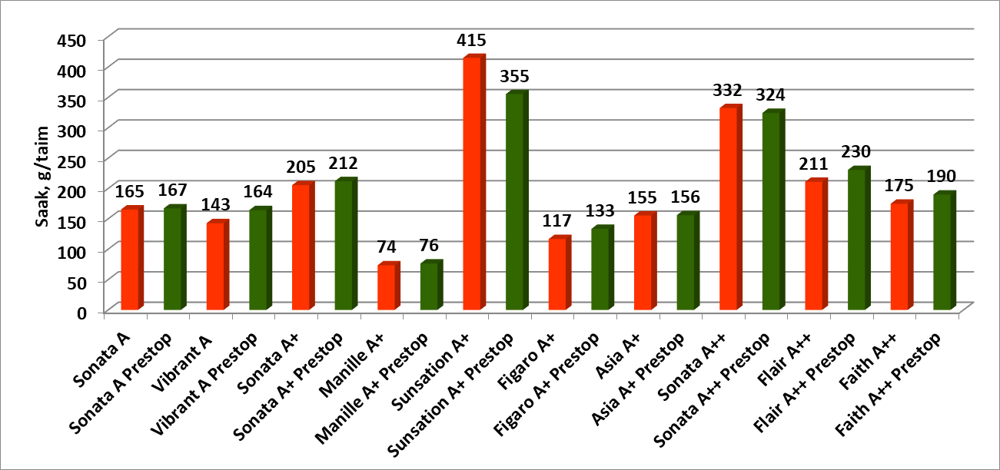 Saak, g/taim
450
400
350
300
250
200
150
100
50
0
165
167
143
164
205
212
74
76
415
355
117
133
155
156
332
324
211
230
175
190
Sonata A
Sonata A Prestop
Vibrant A
Vibrant A Prestop
Sonata A+
Sonata A+ Prestop
Manille A+
Manille A+ Prestop
Sunsation A+
Sunsation A+ Prestop
Figaro A+
Figaro A+ Prestop
Asia A+
Asia A+ Prestop
Sonata A++
Sonata A++ Prestop
Flair A++
Flair A++ Prestop
Faith A++
Faith A++ Prestop